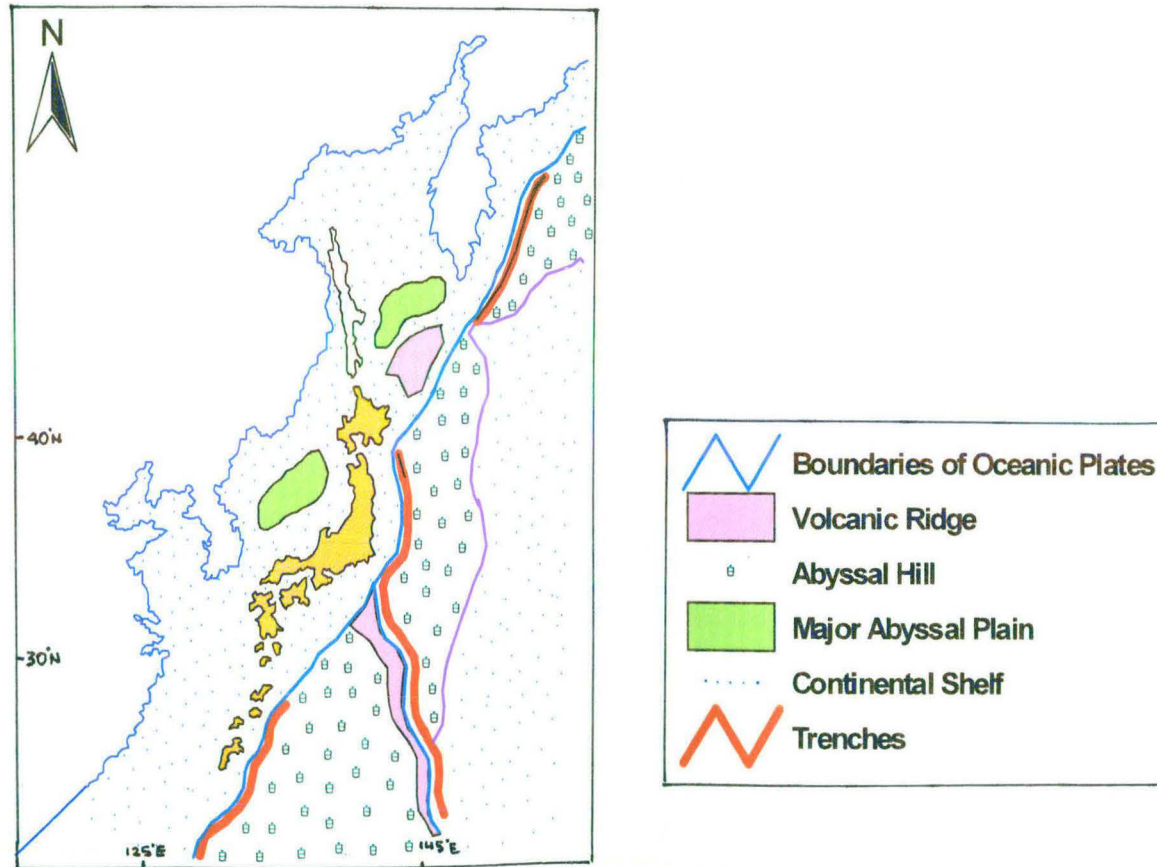 N
40°N
30°N
125°E
145°E
Boundaries of Oceanic Plates
Volcanic Ridge
Abyssal Hill
Major Abyssal Plain
Continental Shelf
Trenches